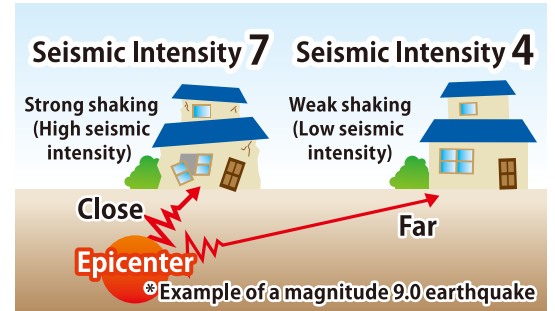 Seismic Intensity 7
Strong shaking
(High seismic
intensity)
Seismic Intensity 4
Weak shaking
(Low seismic
intensity)
Close
Far
Epicenter
*Example of a magnitude 9.0 earthquake